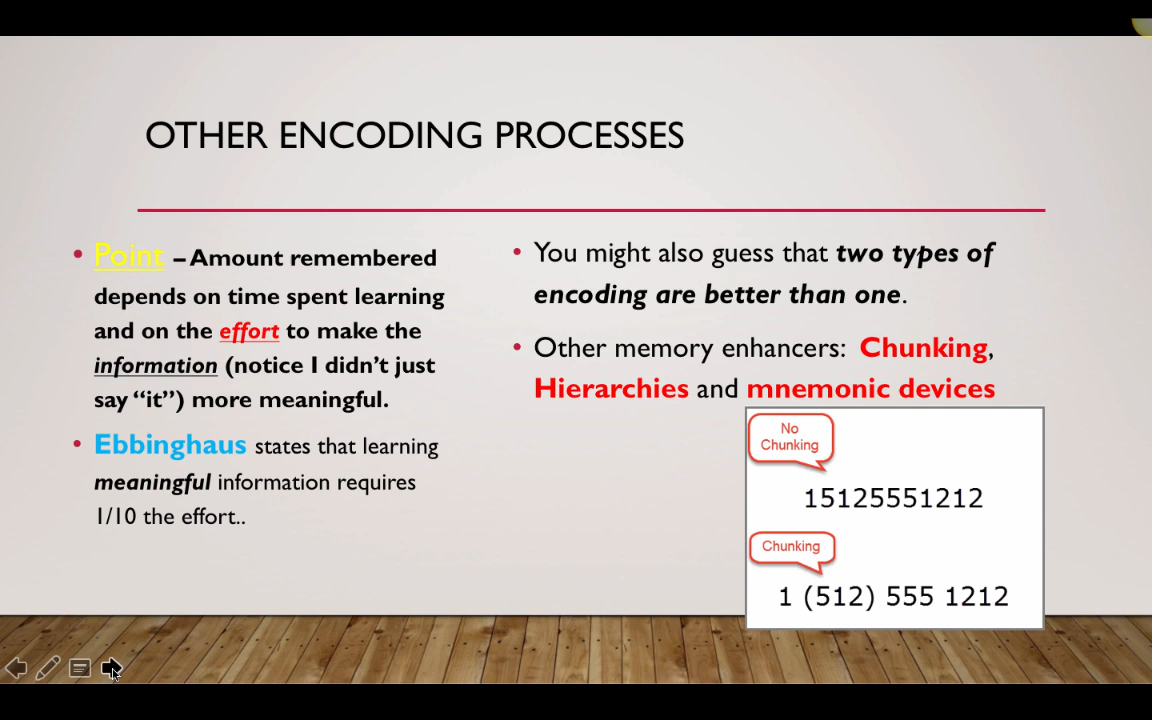 OTHER ENCODING PROCESSES
• Point – Amount remembered
depends on time spent learning
and on the effort to make the
information (notice I didn’t just
say “it”) more meaningful.
• Ebbinghaus states that learning
meaningful information requires
1/10 the effort..
• You might also guess that two types of
encoding are better than one.
• Other memory enhancers: Chunking,
Hierarchies and mnemonic devices
No
Chunking
15125551212
Chunking
1 (512) 555 1212